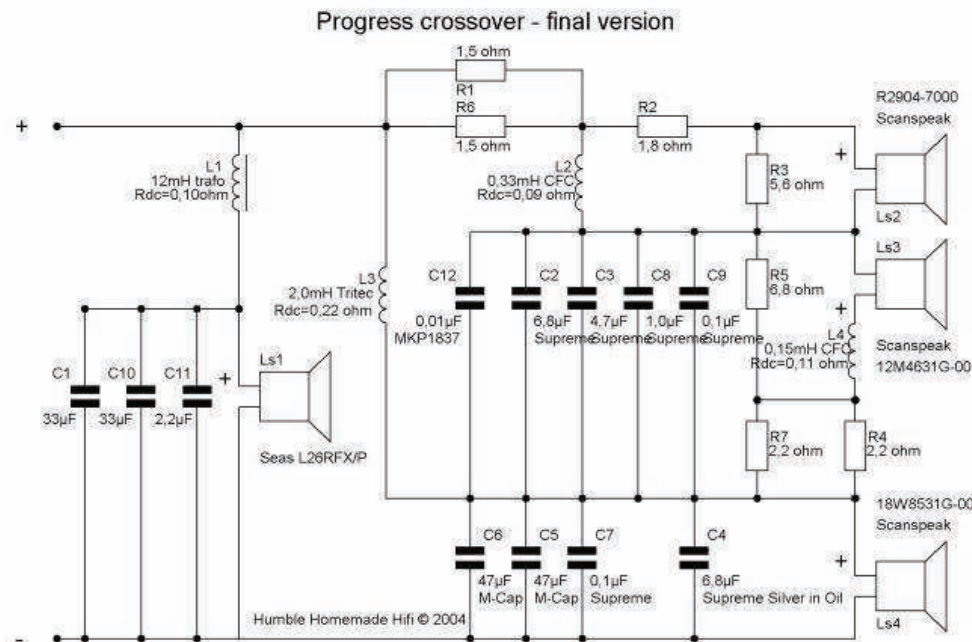 Progress crossover - final version
1,5 ohm
R1
R6
1,5 ohm
R2
1,8 ohm
R2904-7000
Scanspeak
+
+
L1
12mH trafo
Rdc=0,10ohm
L2
0,33mH CFC
Rdc=0,09 ohm
R3
5,6 ohm
Ls2
Ls3
+
L3
2,0mH Tritec
Rdc=0,22 ohm
C12
0,01µF
MKP1837
C2
6,8µF
Supreme
C3
4,7µF
Supreme
C8
1,0µF
Supreme
C9
0,1µF
Supreme
R5
6,8 ohm
L4
0,15mH CFC
Rdc=0,11 ohm
Scanspeak
12M4631G-00
C1
33µF
C10
33µF
C11
2,2µF
+
Ls1
Seas L26RFX/P
R7
2,2 ohm
R4
2,2 ohm
18W8531G-00
Scanspeak
C6
47µF
M-Cap
C5
47µF
M-Cap
C7
0,1µF
Supreme
C4
6,8µF
Supreme Silver in Oil
+
Ls4
Humble Homemade Hifi © 2004
-